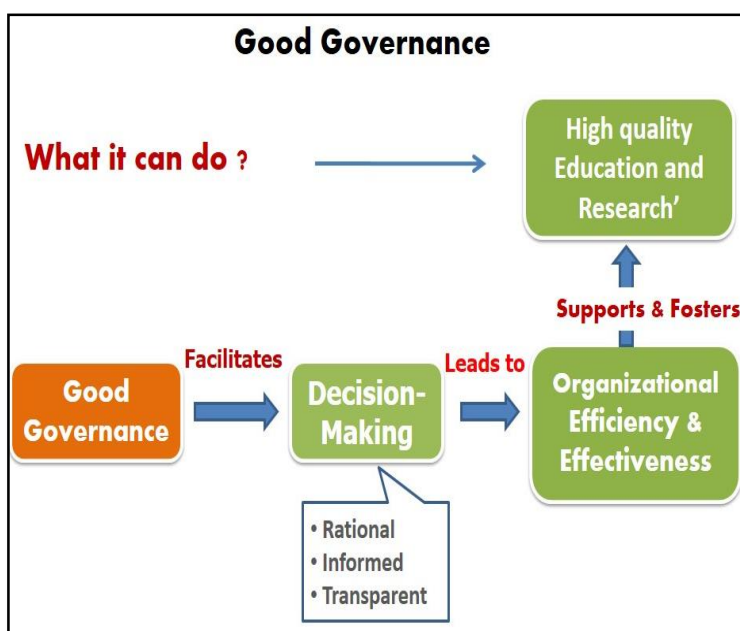 Good Governance
What it can do ?
High quality
Education and
Research’
Supports & Fosters
Facilitates
Leads to
Good
Governance
Decision-
Making
Organizational
Efficiency &
Effectiveness
• Rational
• Informed
• Transparent